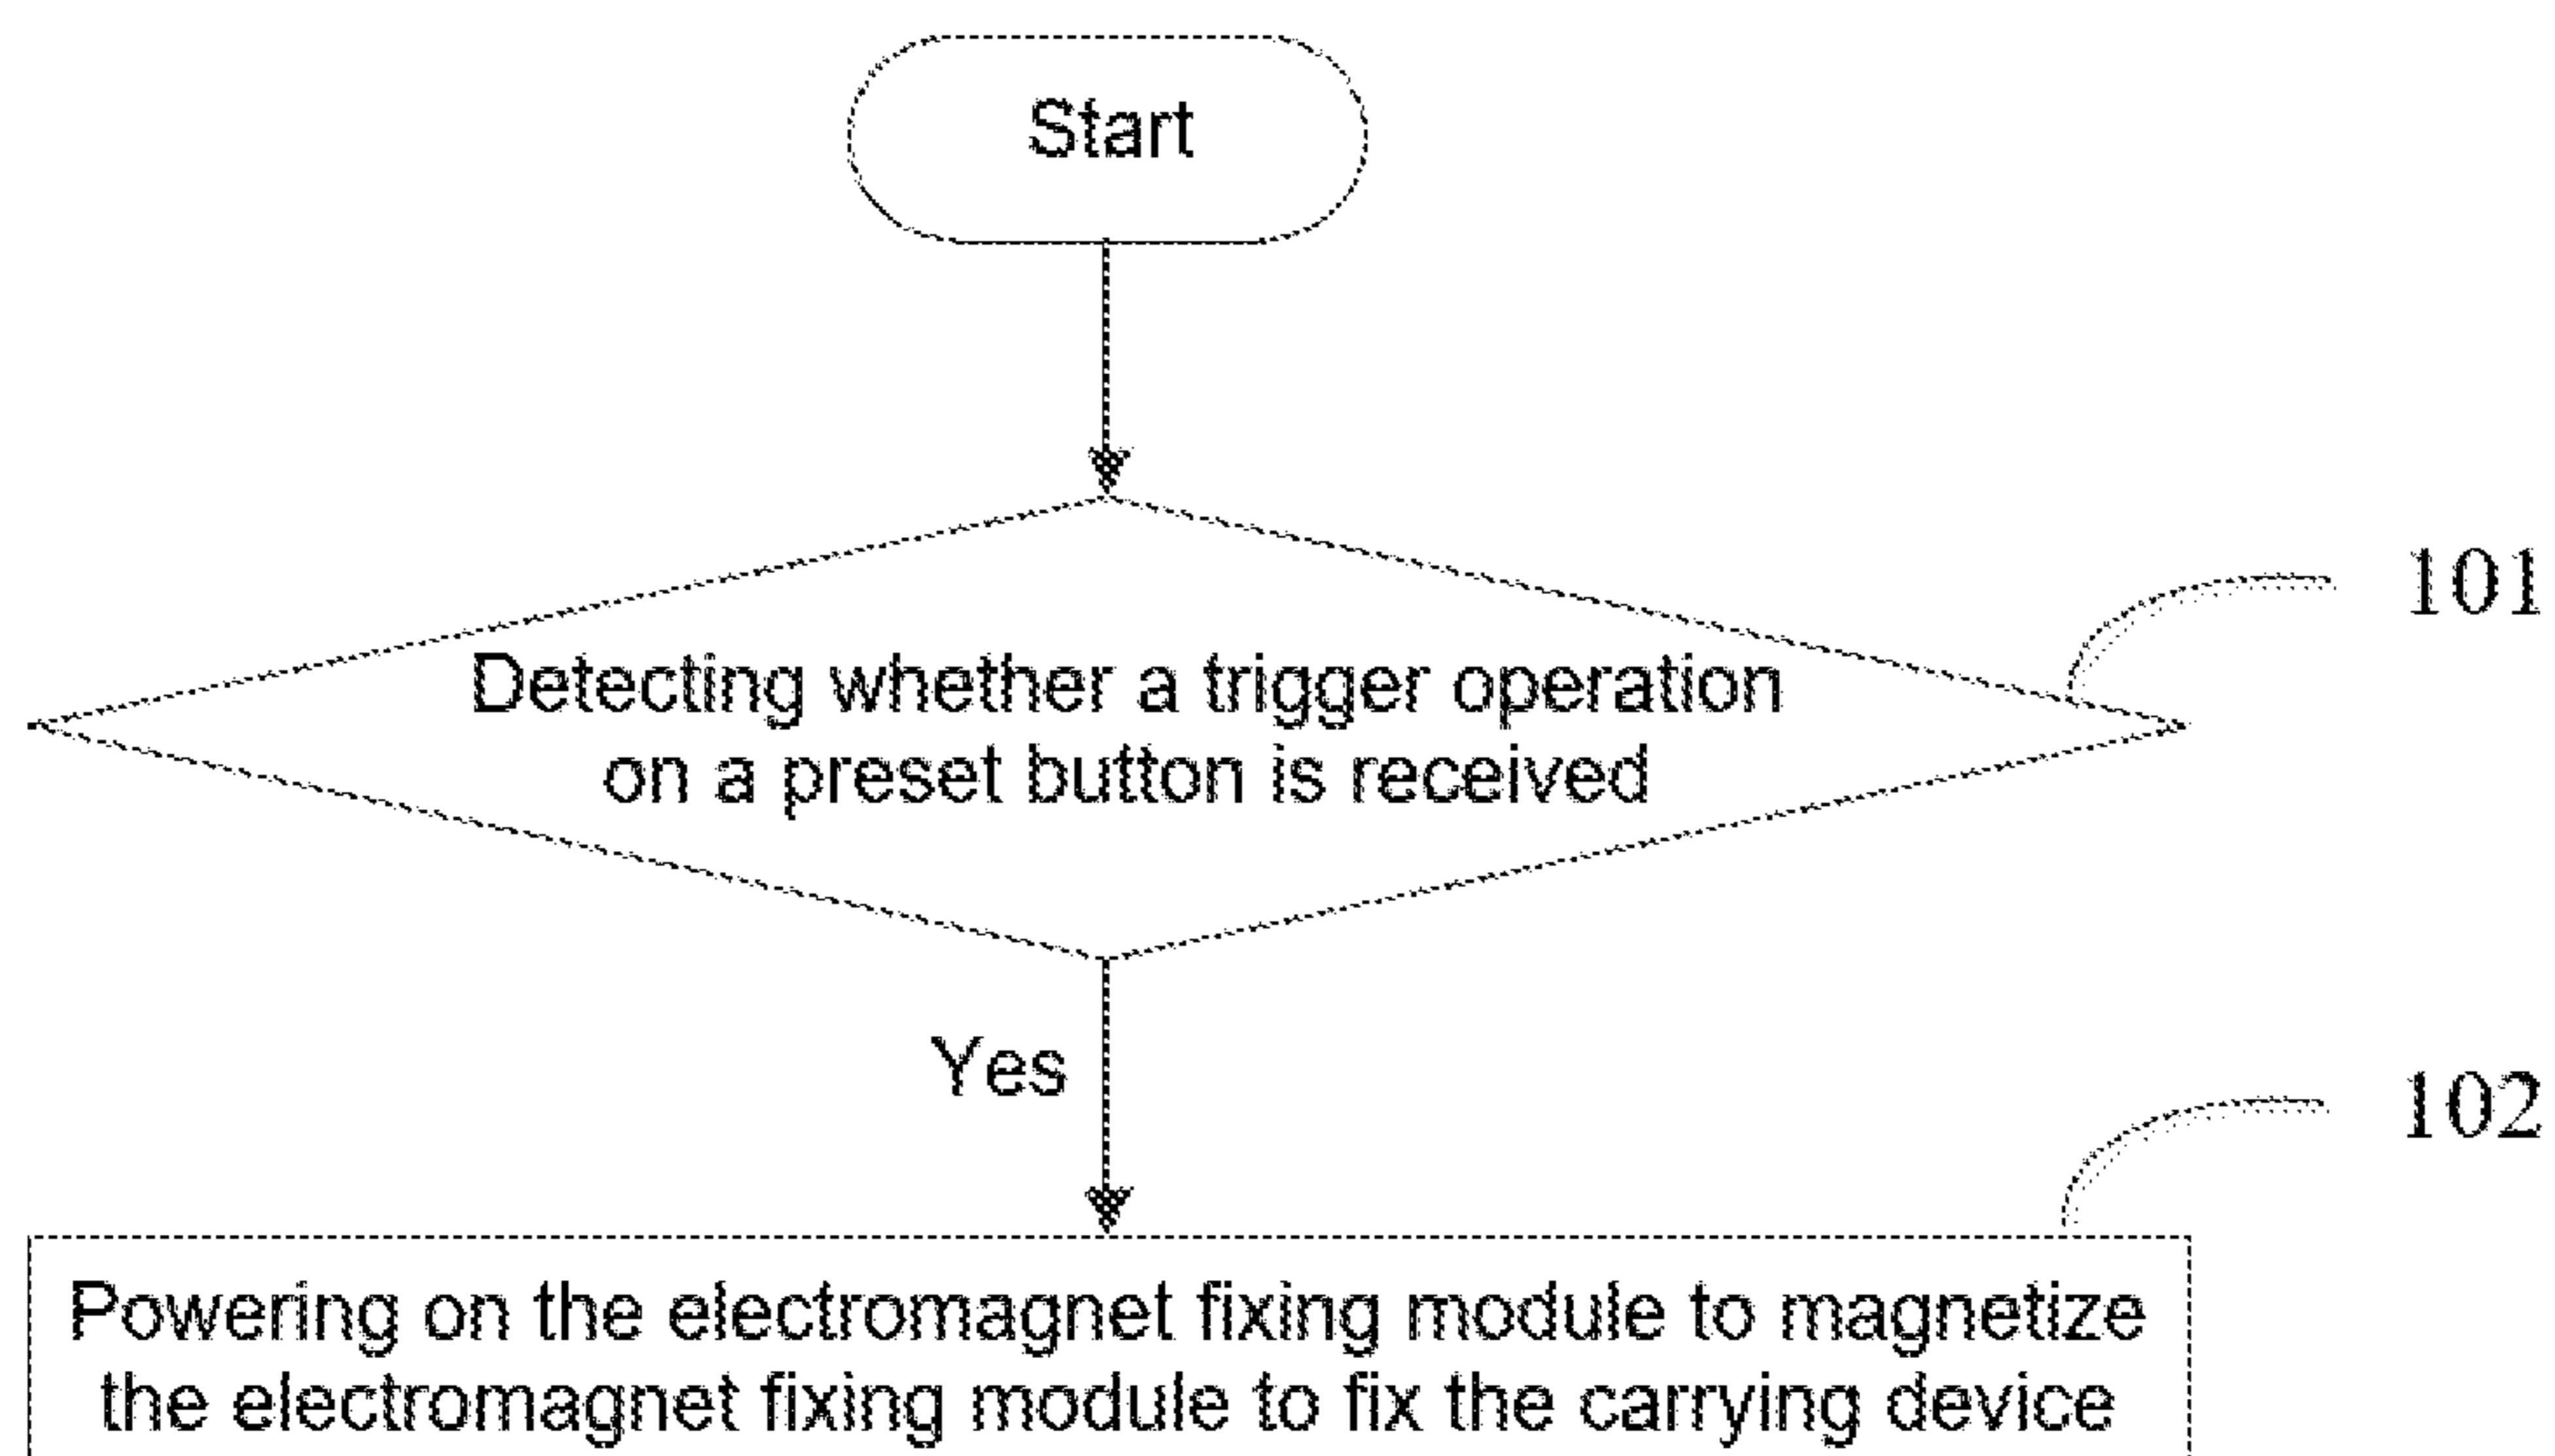 Start
101
Detecting whether a trigger operation
on a preset button is received
Yes
102
Powering on the electromagnet fixing module to magnetize
the electromagnet fixing module to fix the carrying device